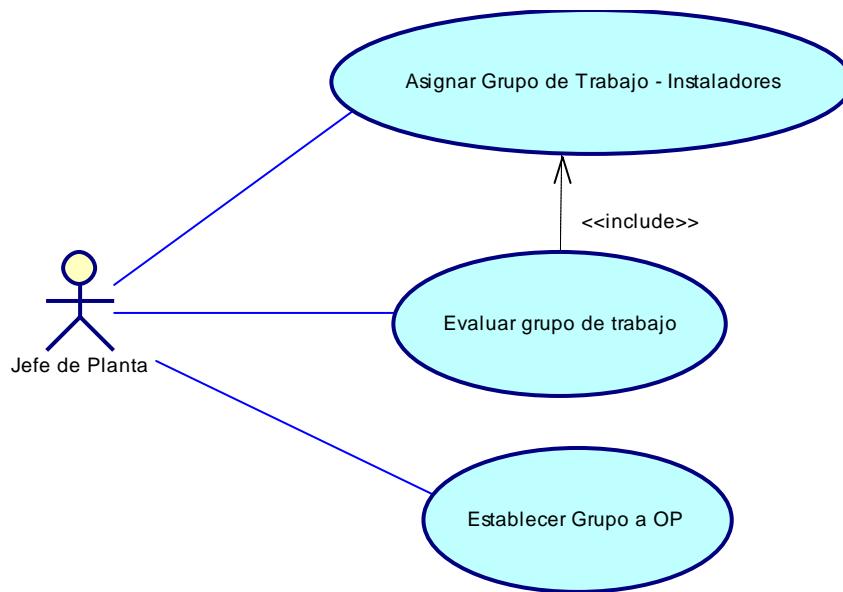 Asignar Grupo de Trabajo - Instaladores
<<include>>
Evaluar grupo de trabajo
Jefe de Planta
Establecer Grupo a OP